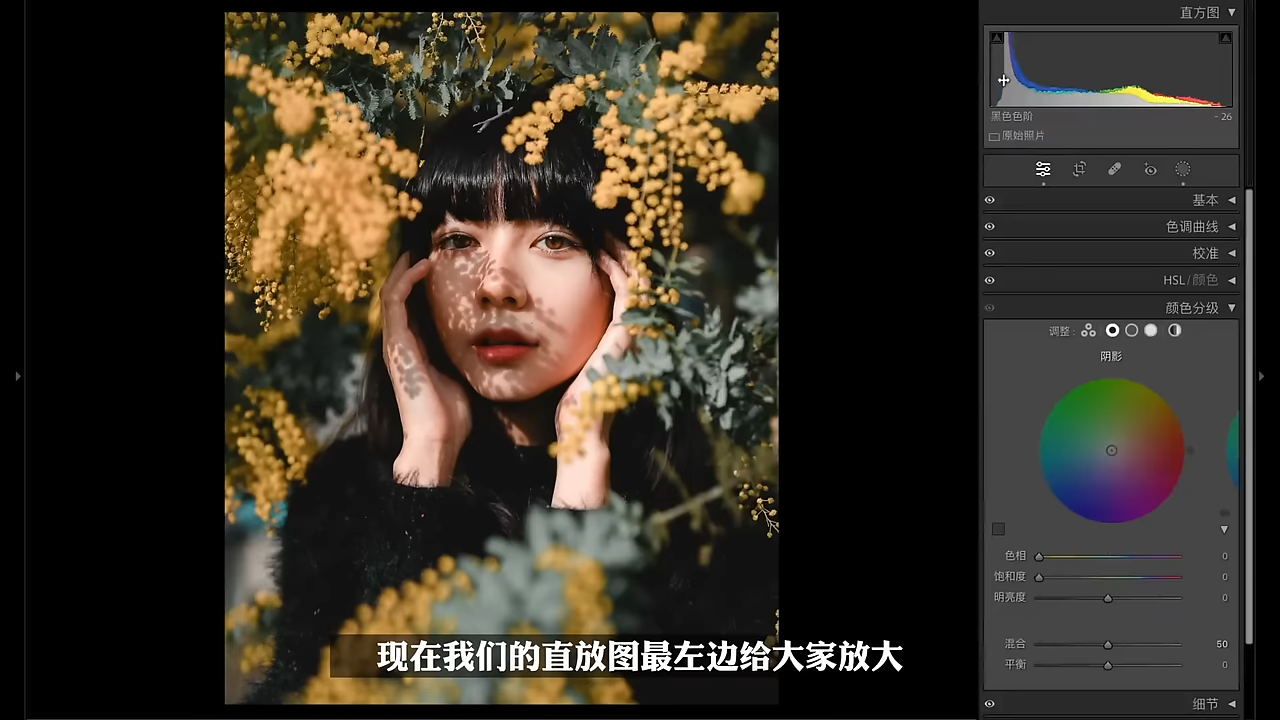 直方图
黑色色阶 - 26
原始照片
基本
色调曲线
校准
HSL / 颜色
颜色分级
调整：
阴影
色相 0
饱和度 0
明亮度 0
混合 50
平衡 0
细节
现在我们的直放图最左边给大家放大